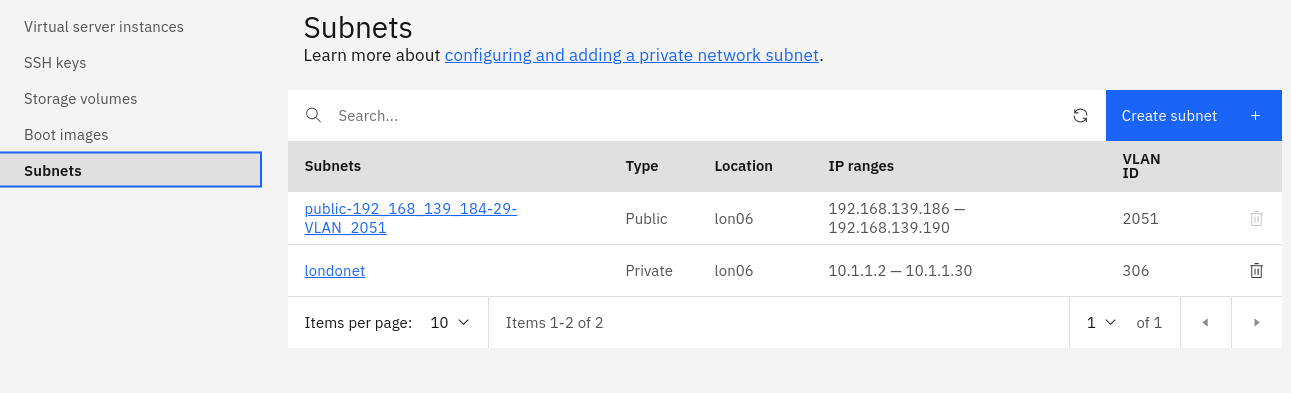 Virtual server instances
SSH keys
Storage volumes
Boot images
Subnets
Subnets
Learn more about configuring and adding a private network subnet.
Search...
Create subnet +
Subnets Type Location IP ranges VLAN
ID
public-192_168_139_184-29- Public lon06 192.168.139.186 — 2051
VLAN_2051 192.168.139.190
londonet Private lon06 10.1.1.2 — 10.1.1.30 306
Items per page: 10 Items 1-2 of 2 1 of 1